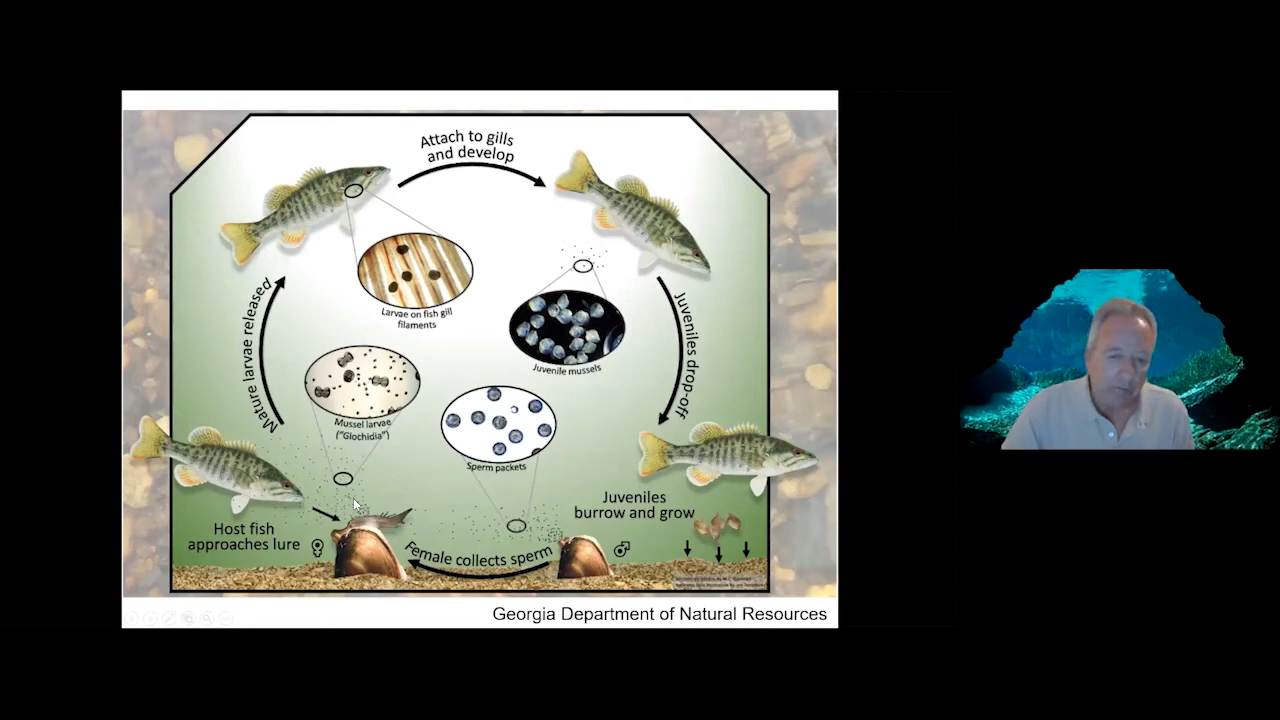 Attach to gills
and develop
Larvae on fish gill
filaments
Juvenile mussels
Mature larvae released
Juveniles drop-off
Mussel larvae
("Glochidia")
Sperm packets
Juveniles
burrow and grow
Host fish
approaches lure
Female collects sperm
Georgia Department of Natural Resources